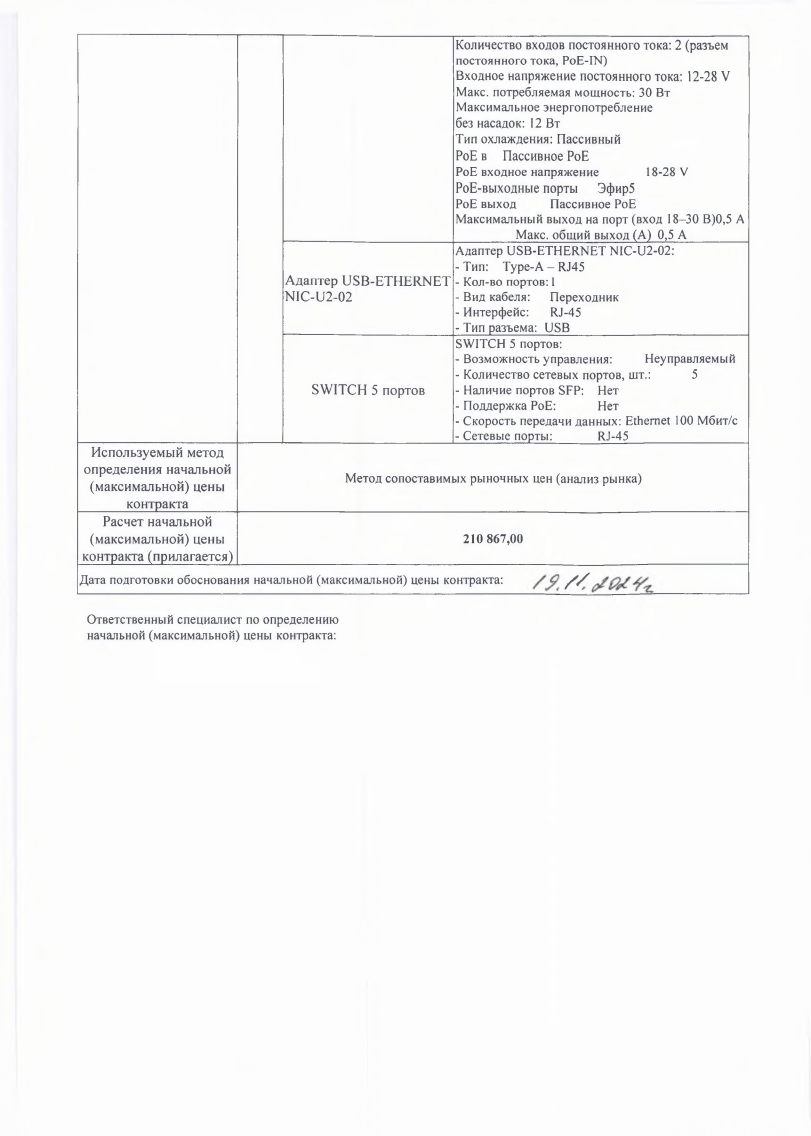 Количество входов постоянного тока: 2 (разъем
постоянного тока, PoE-IN)
Входное напряжение постоянного тока: 12-28 V
Макс. потребляемая мощность: 30 Вт
Максимальное энергопотребление
без насадок: 12 Вт
Тип охлаждения: Пассивный
PoE в Пассивное PoE
PoE входное напряжение 18-28 V
PoE-выходные порты Эфир5
PoE выход Пассивное PoE
Максимальный выход на порт (вход 18–30 В)0,5 А
Макс. общий выход (А) 0,5 А
Адаптер USB-ETHERNET
NIC-U2-02
Адаптер USB-ETHERNET NIC-U2-02:
- Тип: Type-A – RJ45
- Кол-во портов: 1
- Вид кабеля: Переходник
- Интерфейс: RJ-45
- Тип разъема: USB
SWITCH 5 портов
SWITCH 5 портов:
- Возможность управления: Неуправляемый
- Количество сетевых портов, шт.: 5
- Наличие портов SFP: Нет
- Поддержка PoE: Нет
- Скорость передачи данных: Ethernet 100 Мбит/с
- Сетевые порты: RJ-45
Используемый метод
определения начальной
(максимальной) цены
контракта
Метод сопоставимых рыночных цен (анализ рынка)
Расчет начальной
(максимальной) цены
контракта (прилагается)
210 867,00
Дата подготовки обоснования начальной (максимальной) цены контракта: 19.11.2024г
Ответственный специалист по определению
начальной (максимальной) цены контракта: